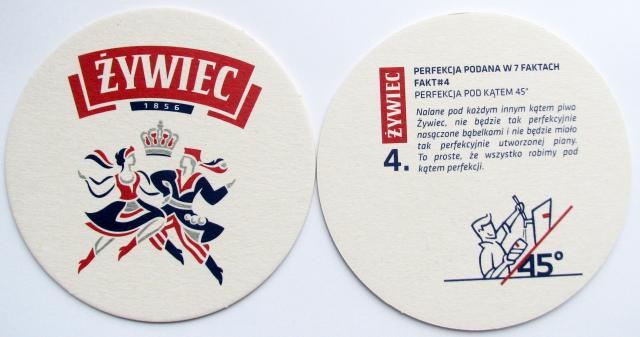 ŻYWIEC
1856
ŻYWIEC
4.
PERFEKCJA PODANA W 7 FAKTACH
FAKT#4
PERFEKCJA POD KĄTEM 45°
Nalane pod każdym innym kątem piwo
Żywiec, nie będzie tak perfekcyjnie
nasączone bąbelkami i nie będzie miało
tak perfekcyjnie utworzonej piany.
To proste, że wszystko robimy pod
kątem perfekcji.
45°